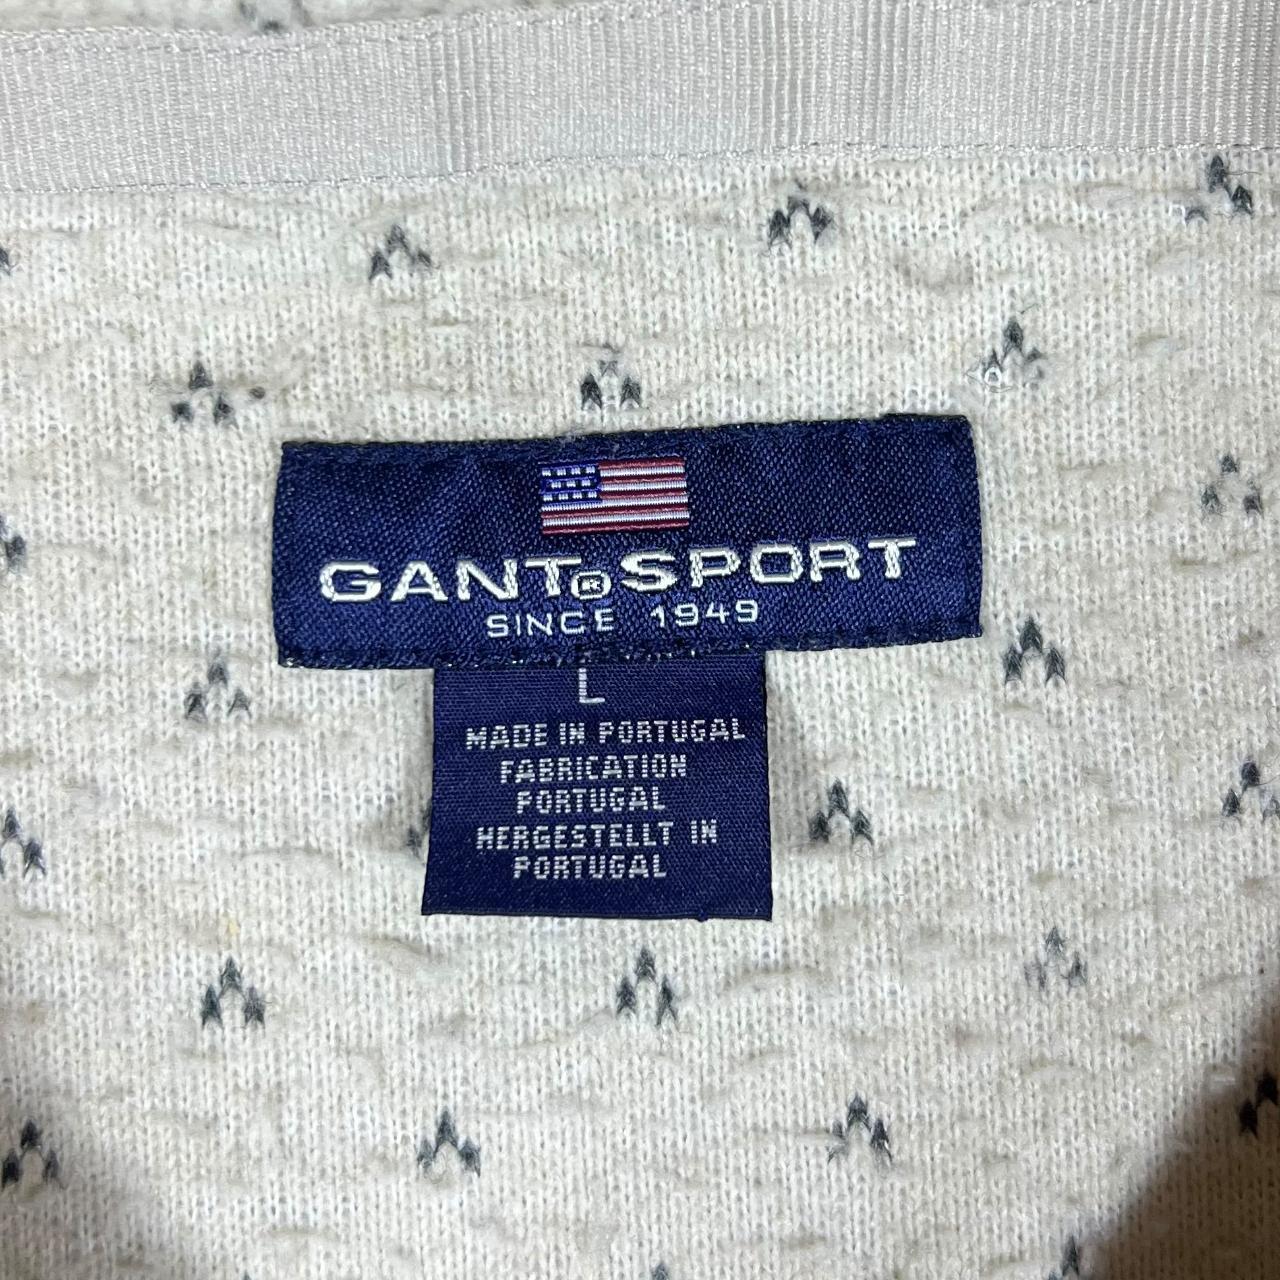 GANT® SPORT
SINCE 1949
L
MADE IN PORTUGAL
FABRICATION
PORTUGAL
HERGESTELLT IN
PORTUGAL